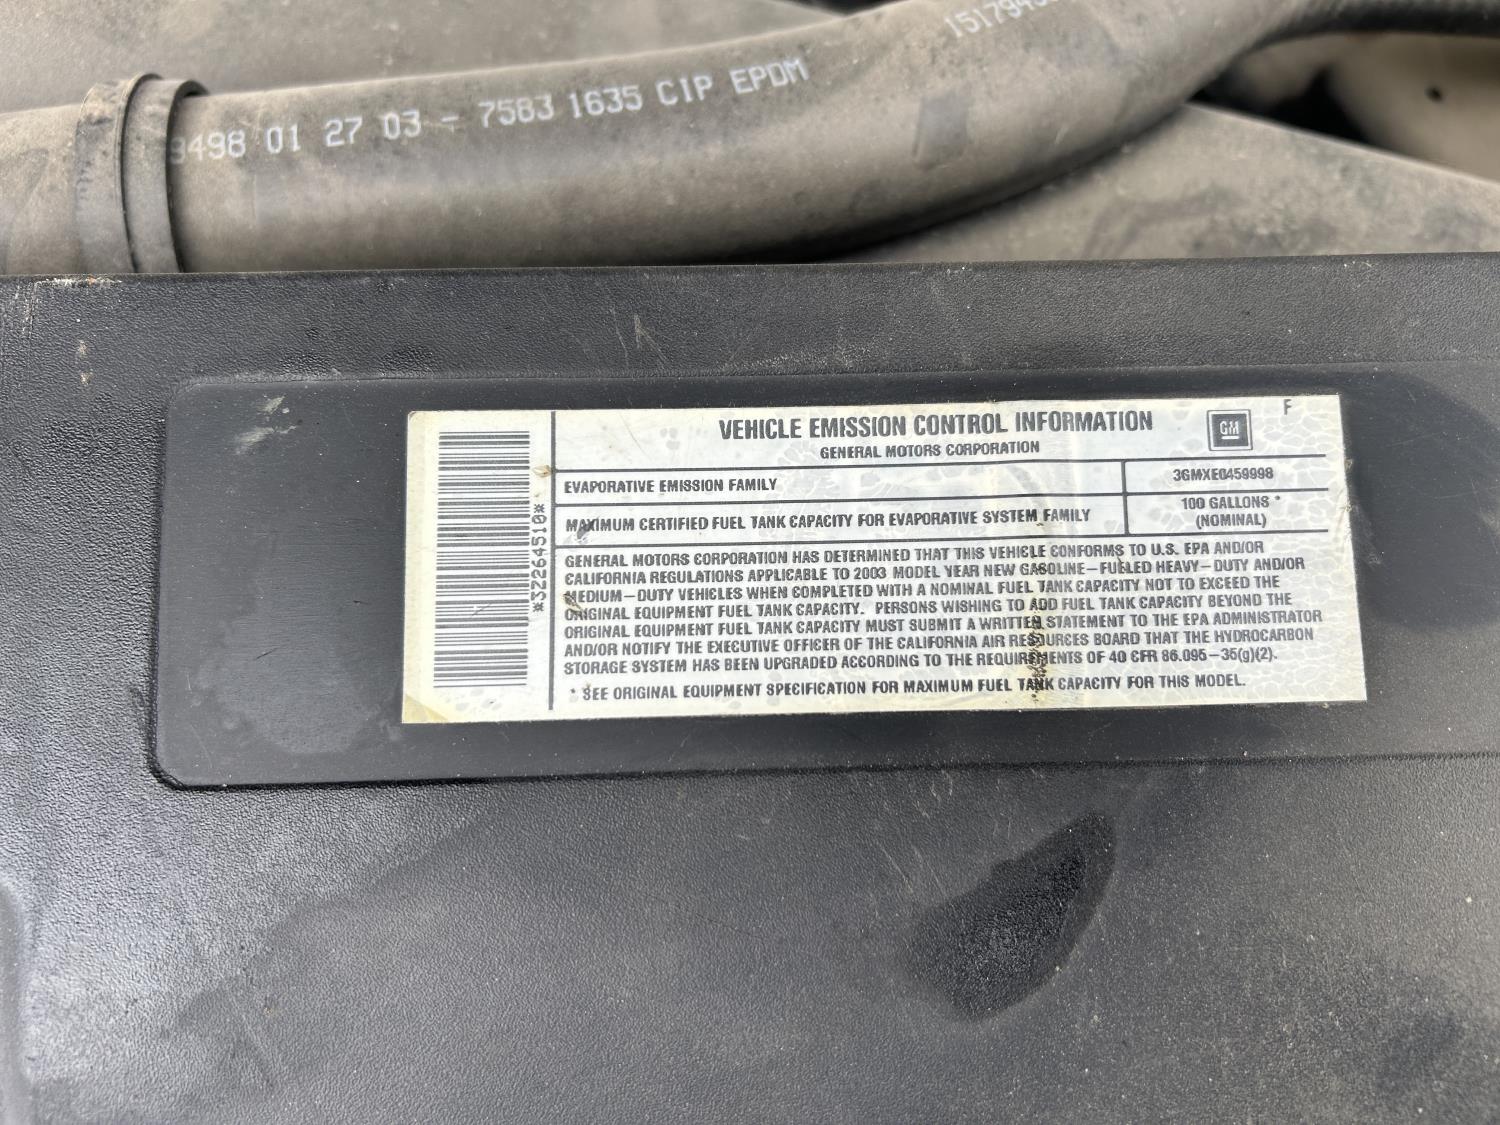 1517945
9498 01 27 03 - 7583 1635 CIP EPDM
F
VEHICLE EMISSION CONTROL INFORMATION
GM
GENERAL MOTORS CORPORATION
EVAPORATIVE EMISSION FAMILY
3GMXE0459998
MAXIMUM CERTIFIED FUEL TANK CAPACITY FOR EVAPORATIVE SYSTEM FAMILY
100 GALLONS *
(NOMINAL)
*32264510*
GENERAL MOTORS CORPORATION HAS DETERMINED THAT THIS VEHICLE CONFORMS TO U.S. EPA AND/OR
CALIFORNIA REGULATIONS APPLICABLE TO 2003 MODEL YEAR NEW GASOLINE-FUELED HEAVY-DUTY AND/OR
MEDIUM-DUTY VEHICLES WHEN COMPLETED WITH A NOMINAL FUEL TANK CAPACITY NOT TO EXCEED THE
ORIGINAL EQUIPMENT FUEL TANK CAPACITY. PERSONS WISHING TO ADD FUEL TANK CAPACITY BEYOND THE
ORIGINAL EQUIPMENT FUEL TANK CAPACITY MUST SUBMIT A WRITTEN STATEMENT TO THE EPA ADMINISTRATOR
AND/OR NOTIFY THE EXECUTIVE OFFICER OF THE CALIFORNIA AIR RESOURCES BOARD THAT THE HYDROCARBON
STORAGE SYSTEM HAS BEEN UPGRADED ACCORDING TO THE REQUIREMENTS OF 40 CFR 86.095-35(g)(2).
* SEE ORIGINAL EQUIPMENT SPECIFICATION FOR MAXIMUM FUEL TANK CAPACITY FOR THIS MODEL.